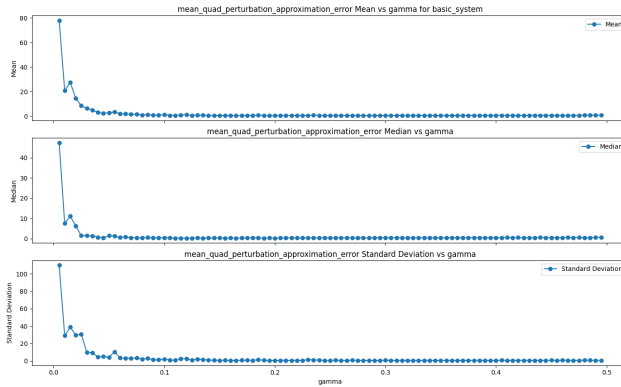 mean_quad_perturbation_approximation_error Mean vs gamma for basic_system
80
60
40
20
0
Mean
Mean
mean_quad_perturbation_approximation_error Median vs gamma
40
30
20
10
0
Median
Median
mean_quad_perturbation_approximation_error Standard Deviation vs gamma
100
80
60
40
20
0
Standard Deviation
Standard Deviation
0.0 0.1 0.2 0.3 0.4 0.5
gamma